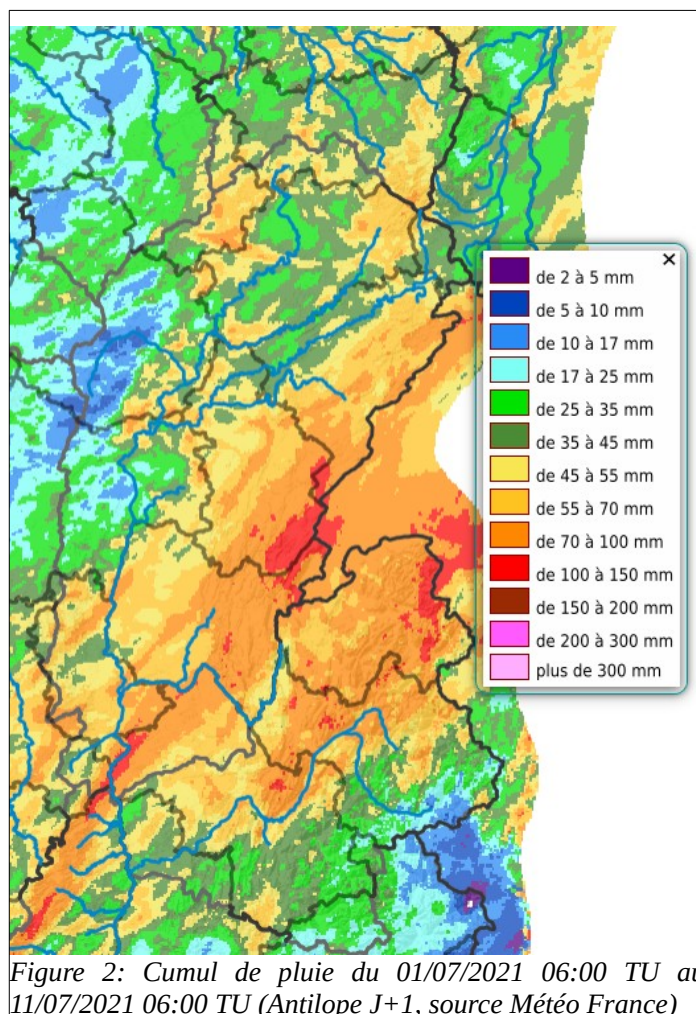 ×
de 2 à 5 mm
de 5 à 10 mm
de 10 à 17 mm
de 17 à 25 mm
de 25 à 35 mm
de 35 à 45 mm
de 45 à 55 mm
de 55 à 70 mm
de 70 à 100 mm
de 100 à 150 mm
de 150 à 200 mm
de 200 à 300 mm
plus de 300 mm
Figure 2: Cumul de pluie du 01/07/2021 06:00 TU au
11/07/2021 06:00 TU (Antilope J+1, source Météo France)